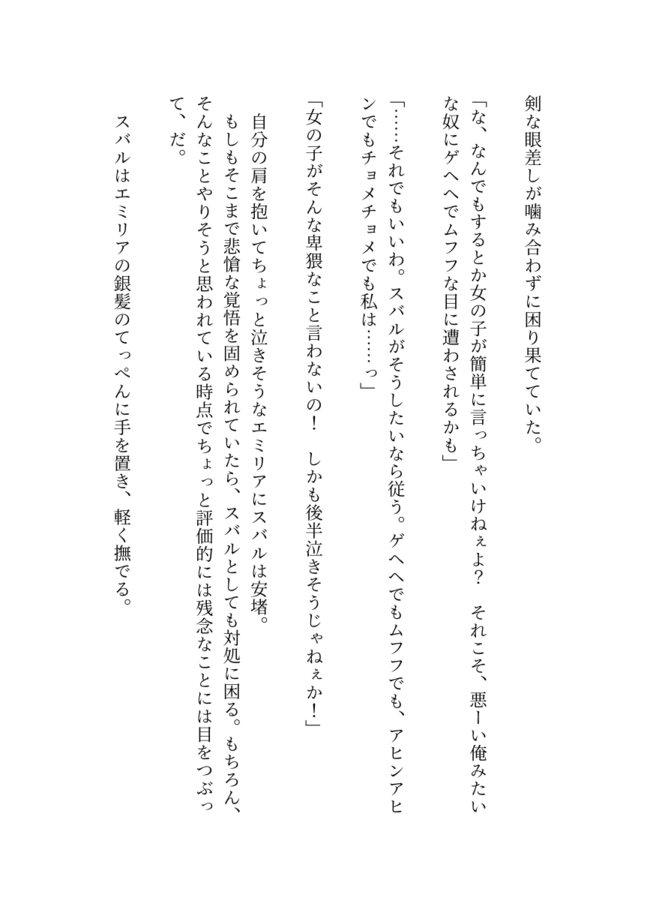 剣な眼差しが噛み合わずに困り果てていた。
「な、なんでもするとか女の子が簡単に言っちゃいけねぇよ？　それこそ、悪ーい俺みたい
な奴にゲヘヘでムフフな目に遭わされるかも」
「……それでもいいわ。スバルがそうしたいなら従う。ゲヘヘでもムフフでも、アヒンアヒ
ンでもチョメチョメでも私は……っ」
「女の子がそんな卑猥なこと言わないの！　しかも後半泣きそうじゃねぇか！」
　自分の肩を抱いてちょっと泣きそうなエミリアにスバルは安堵。
　もしもそこまで悲愴な覚悟を固められていたら、スバルとしても対処に困る。もちろん、
そんなことやりそうと思われている時点でちょっと評価的には残念なことには目をつぶっ
て、だ。
　スバルはエミリアの銀髪のてっぺんに手を置き、軽く撫でる。